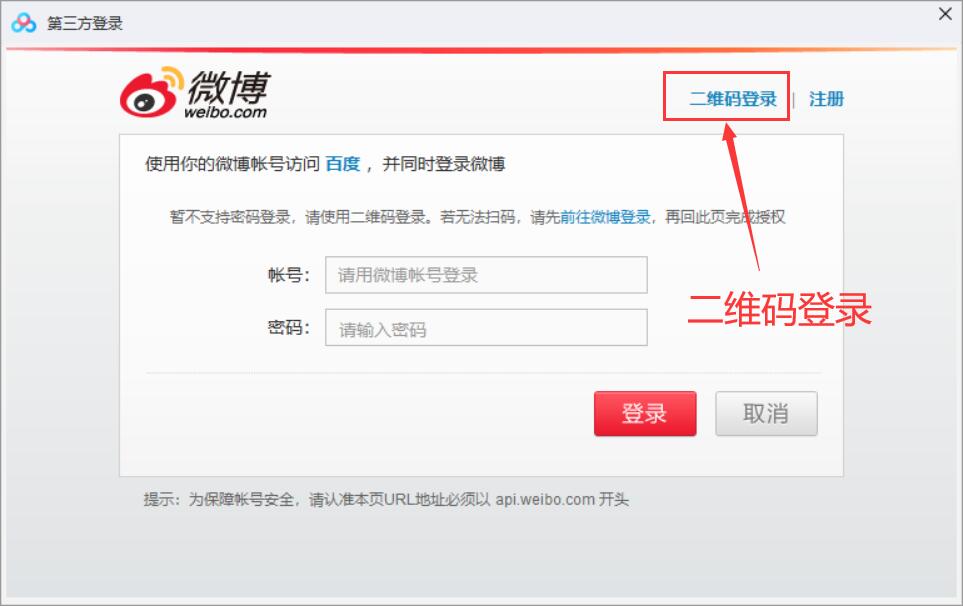 第三方登录
微博
weibo.com
二维码登录 | 注册
使用你的微博帐号访问 百度 ，并同时登录微博
暂不支持密码登录，请使用二维码登录。若无法扫码，请先前往微博登录，再回此页完成授权
帐号：
请用微博帐号登录
密码：
请输入密码
二维码登录
登录
取消
提示：为保障帐号安全，请认准本页URL地址必须以 api.weibo.com 开头